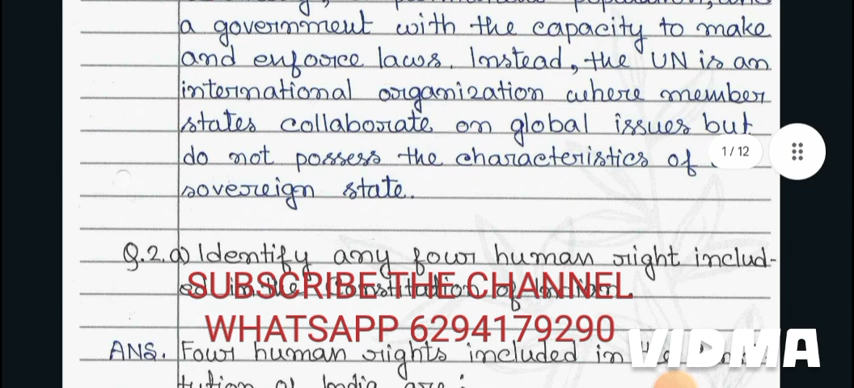 a government with the capacity to make
and enforce laws. Instead, the UN is an
international organization where member
states collaborate on global issues but
do not possess the characteristics of
1/12
sovereign state.
Q.2.a) Identify any four human right includ-
SUBSCRIBE THE CHANNEL
WHATSAPP 6294179290
VIDMA
ANS. Four human rights included in